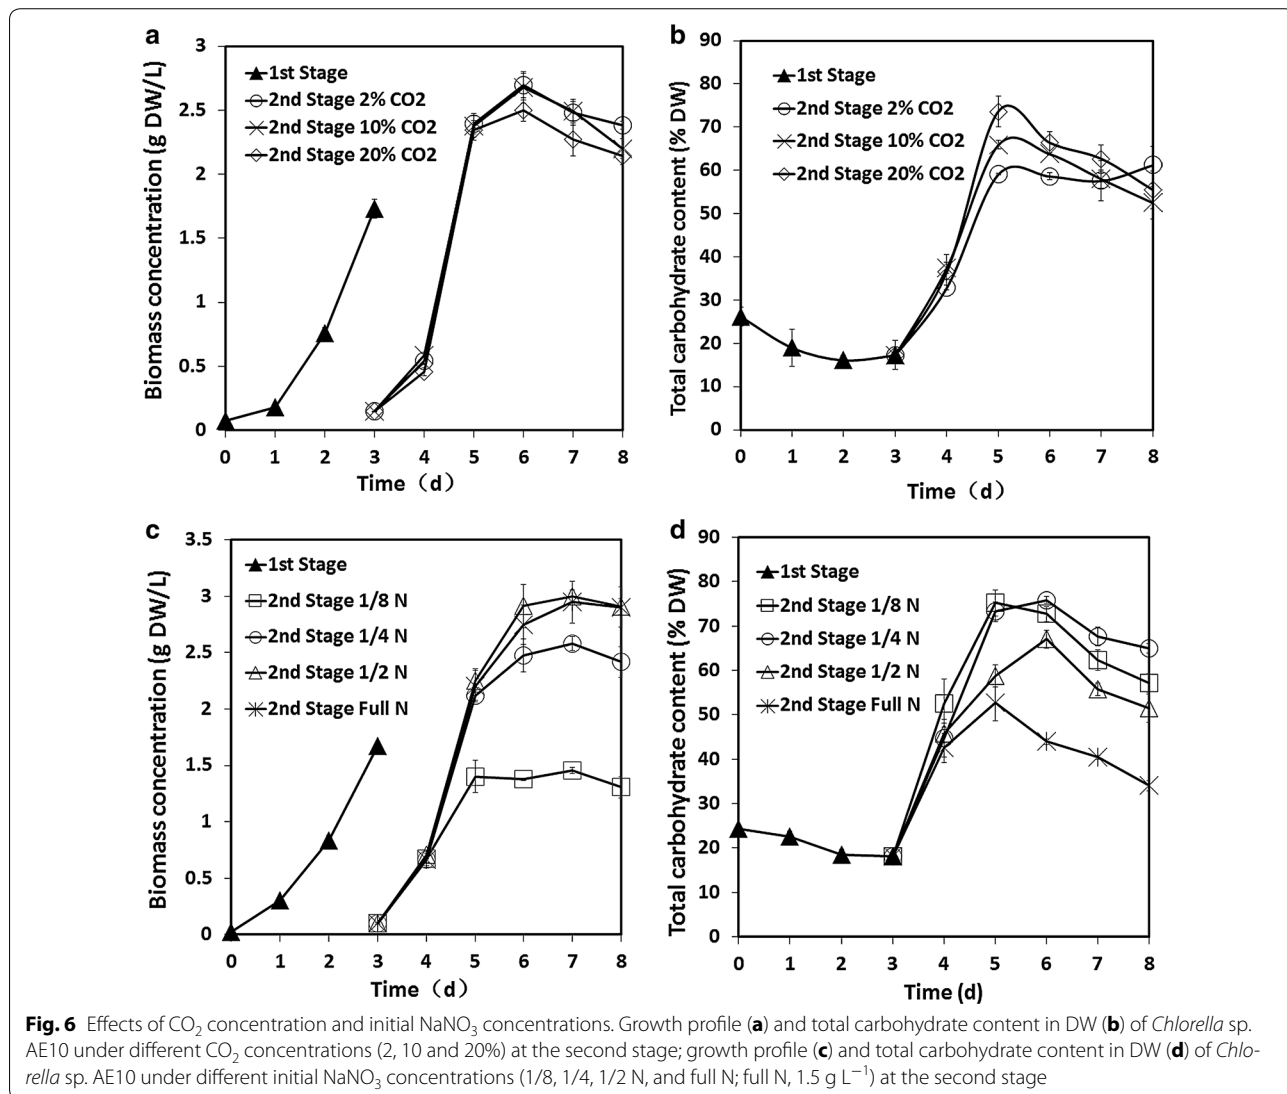 a
3
2.5
2
1.5
1
0.5
0
0 1 2 3 4 5 6 7 8
Biomass concentration (g DW/L)
Time（d）
1st Stage
2nd Stage 2% CO2
2nd Stage 10% CO2
2nd Stage 20% CO2
b
90
80
70
60
50
40
30
20
10
0
0 1 2 3 4 5 6 7 8
Total carbohydrate content (% DW)
Time（d）
1st Stage
2nd Stage 2% CO2
2nd Stage 10% CO2
2nd Stage 20% CO2
c
3.5
3
2.5
2
1.5
1
0.5
0
0 1 2 3 4 5 6 7 8
Biomass concentration (g DW/L)
Time（d）
1st Stage
2nd Stage 1/8 N
2nd Stage 1/4 N
2nd Stage 1/2 N
2nd Stage Full N
d
90
80
70
60
50
40
30
20
10
0
0 1 2 3 4 5 6 7 8
Total carbohydrate content (% DW)
Time (d)
1st Stage
2nd Stage 1/8 N
2nd Stage 1/4 N
2nd Stage 1/2 N
2nd Stage Full N
Fig. 6 Effects of CO₂ concentration and initial NaNO₃ concentrations. Growth profile (a) and total carbohydrate content in DW (b) of Chlorella sp.
AE10 under different CO₂ concentrations (2, 10 and 20%) at the second stage; growth profile (c) and total carbohydrate content in DW (d) of Chlo-
rella sp. AE10 under different initial NaNO₃ concentrations (1/8, 1/4, 1/2 N, and full N; full N, 1.5 g L⁻¹) at the second stage